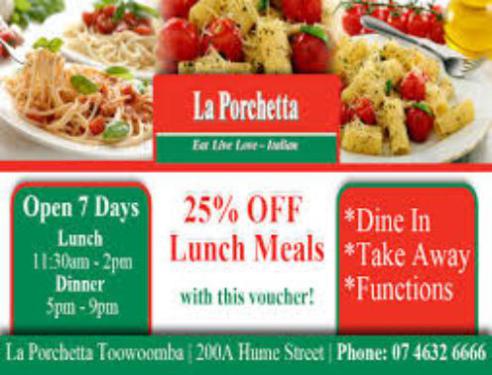 La Porchetta
Eat Live Love - Italian
Open 7 Days
Lunch
11:30am - 2pm
Dinner
5pm - 9pm
25% OFF
Lunch Meals
with this voucher!
*Dine In
*Take Away
*Functions
La Porchetta Toowoomba | 200A Hume Street | Phone: 07 4632 6666